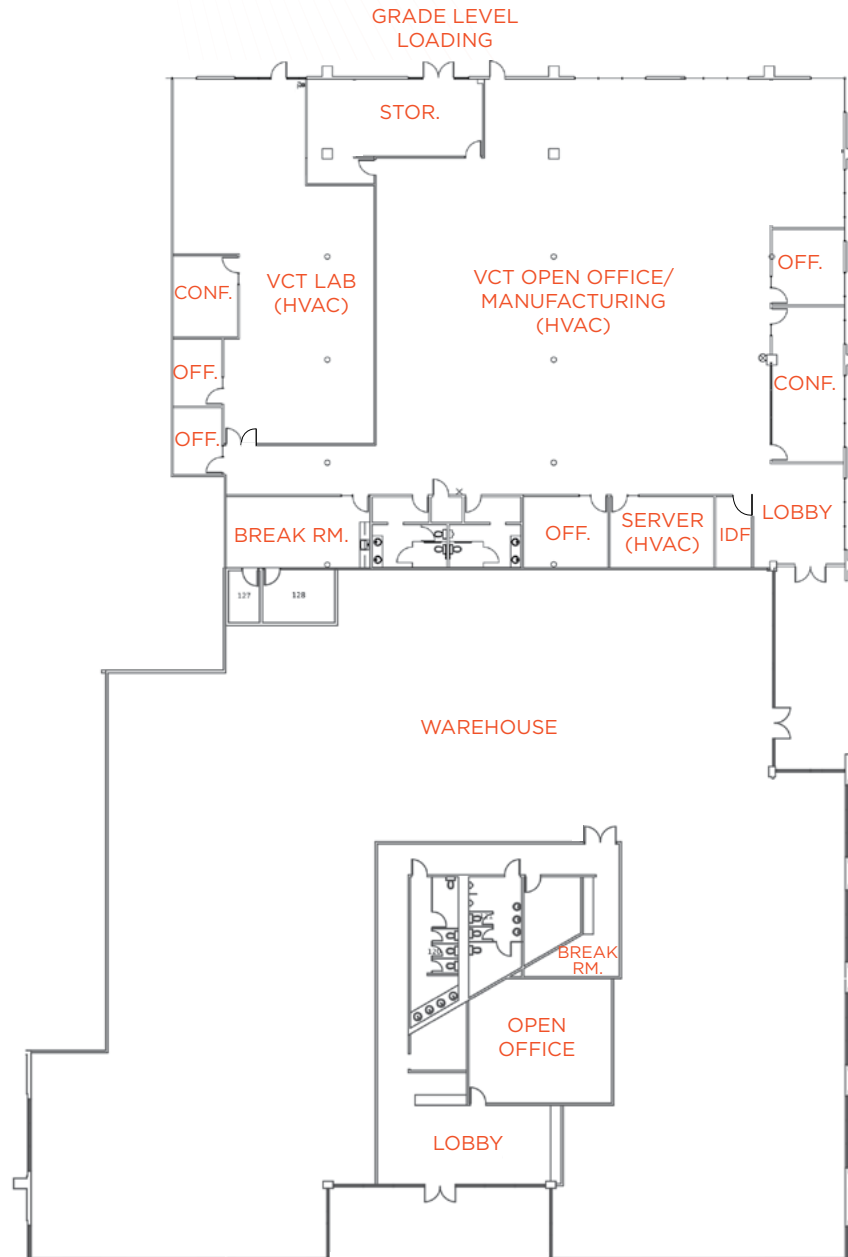 GRADE LEVEL
LOADING
STOR.
VCT LAB
(HVAC)
VCT OPEN OFFICE/
MANUFACTURING
(HVAC)
OFF.
CONF.
OFF.
CONF.
OFF.
BREAK RM.
OFF.
SERVER
(HVAC)
IDF
LOBBY
127
128
WAREHOUSE
BREAK
RM.
OPEN
OFFICE
LOBBY